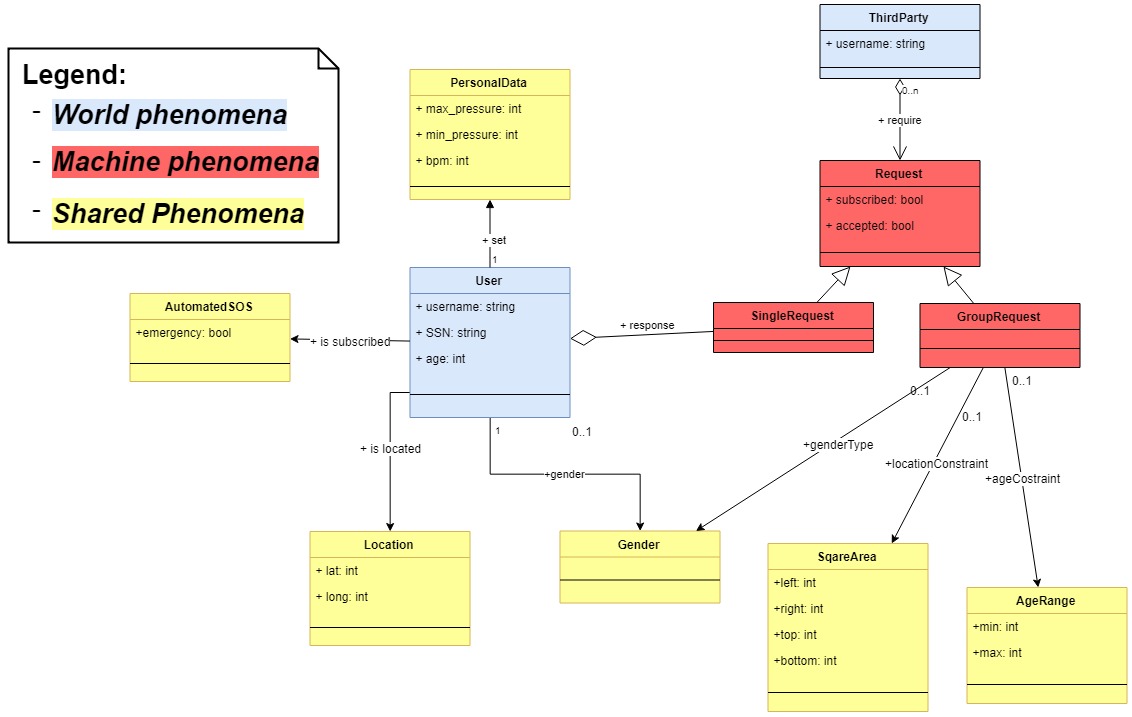 Legend:
- World phenomena
- Machine phenomena
- Shared Phenomena
ThirdParty
+ username: string
0..n
+ require
Request
+ subscribed: bool
+ accepted: bool
PersonalData
+ max_pressure: int
+ min_pressure: int
+ bpm: int
+ set
1
User
+ username: string
+ SSN: string
+ age: int
AutomatedSOS
+emergency: bool
+ is subscribed
+ response
SingleRequest
GroupRequest
+ is located
1
0..1
+gender
0..1
0..1
0..1
+genderType
+locationConstraint
+ageCostraint
Location
+ lat: int
+ long: int
Gender
SqareArea
+left: int
+right: int
+top: int
+bottom: int
AgeRange
+min: int
+max: int